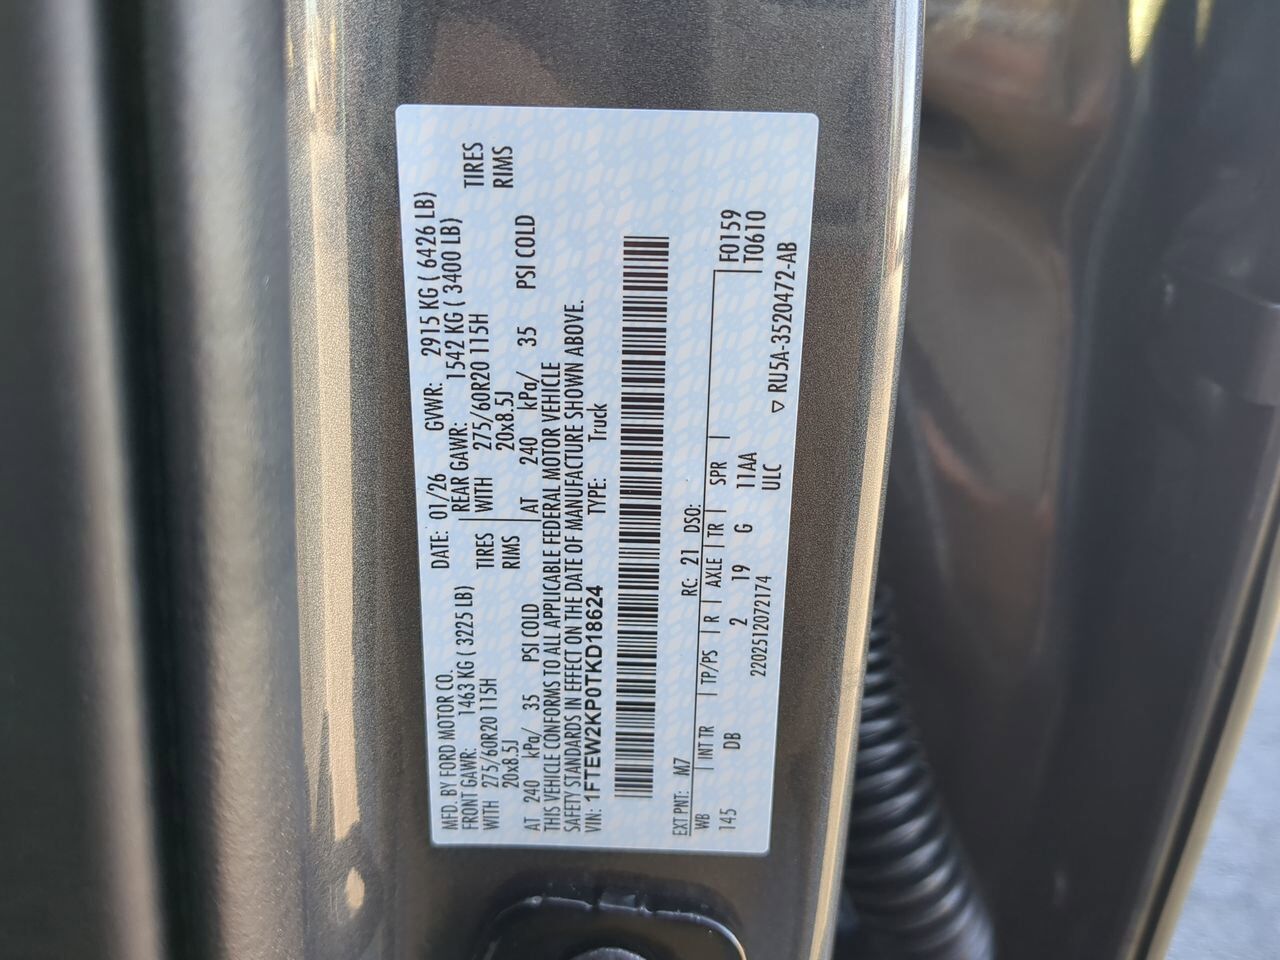 MFD. BY FORD MOTOR CO.
DATE: 01/26 GVWR: 2915 KG ( 6426 LB)
FRONT GAWR: 1463 KG ( 3225 LB) REAR GAWR: 1542 KG ( 3400 LB)
WITH 275/60R20 115H TIRES WITH 275/60R20 115H TIRES
20x8.5J RIMS 20x8.5J RIMS
AT 240 kPa/ 35 PSI COLD AT 240 kPa/ 35 PSI COLD
THIS VEHICLE CONFORMS TO ALL APPLICABLE FEDERAL MOTOR VEHICLE
SAFETY STANDARDS IN EFFECT ON THE DATE OF MANUFACTURE SHOWN ABOVE.
VIN: 1FTEW2KP0TKD18624 TYPE: Truck
EXT PNT: M7 RC: 21 DSO:
WB INT TR TP/PS R AXLE TR SPR F0159
145 DB 2 19 G 11AA T0610
2202512072174 ULC
▽ RU5A-3520472-AB